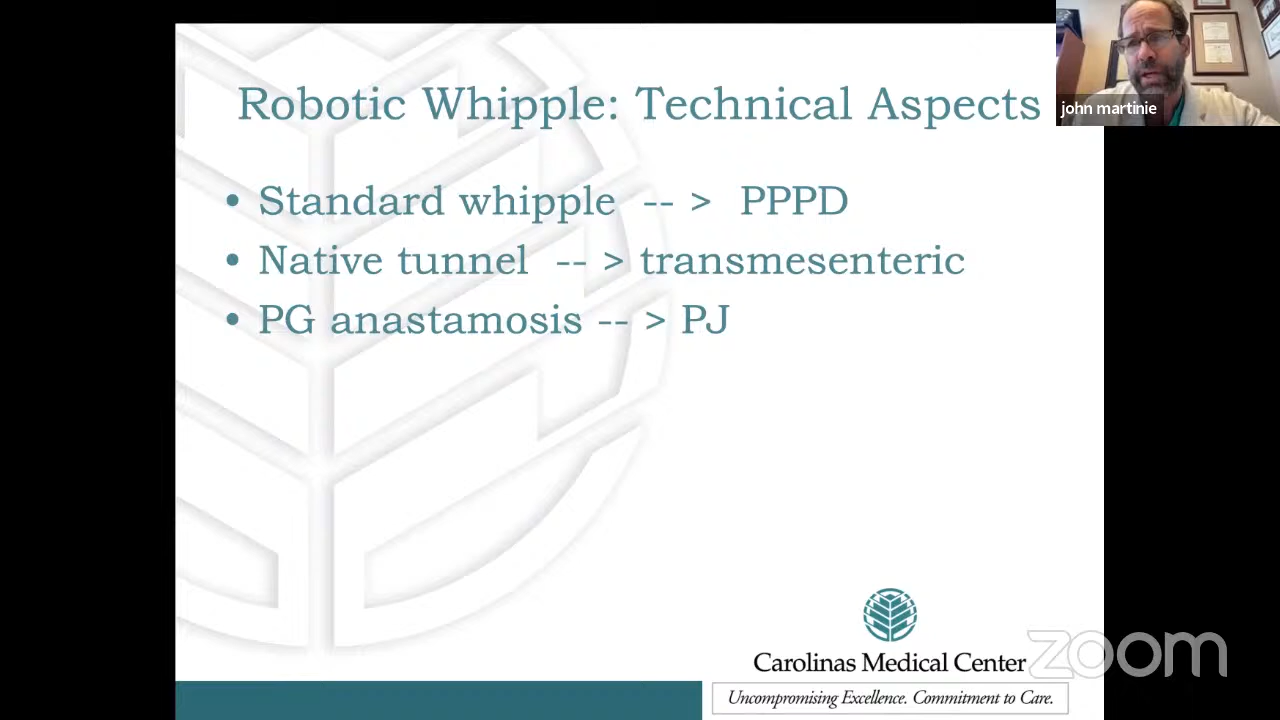 Robotic Whipple: Technical Aspects
john martinie
• Standard whipple -- > PPPD
• Native tunnel -- > transmesenteric
• PG anastamosis -- > PJ
Carolinas Medical Center
zoom
Uncompromising Excellence. Commitment to Care.